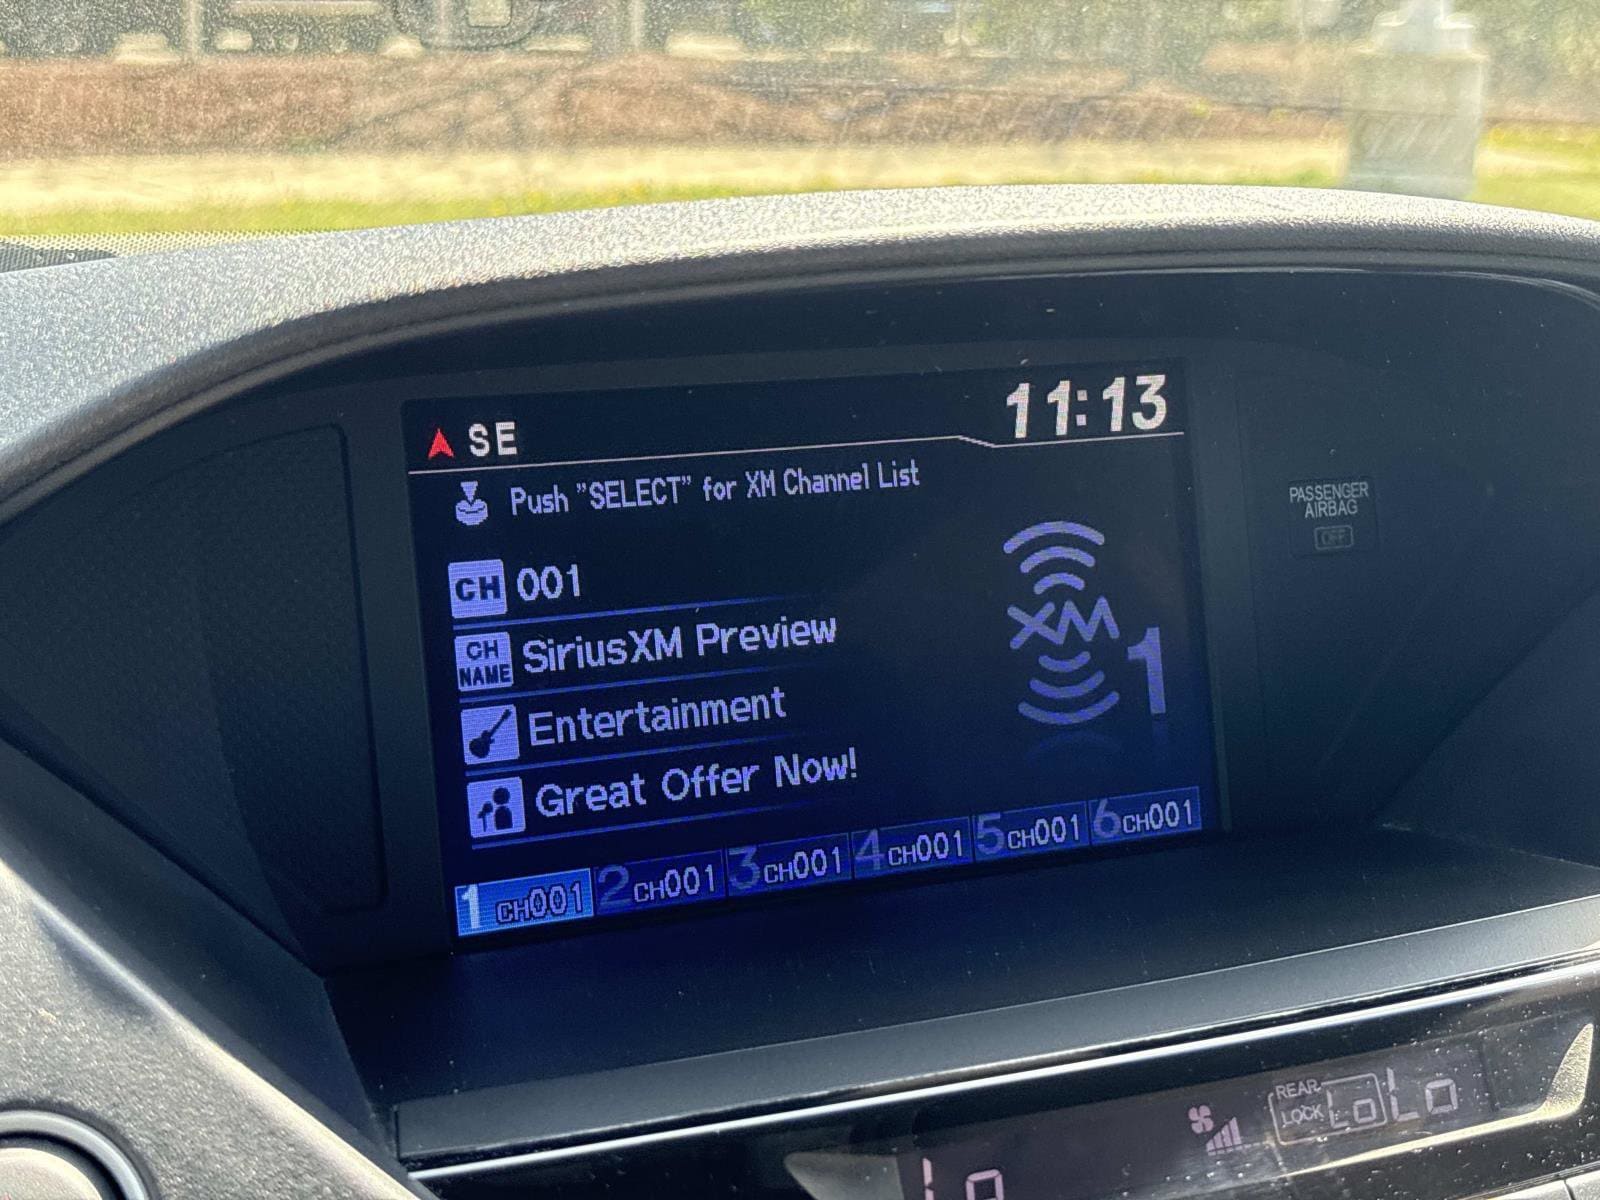 SE
11:13
Push "SELECT" for XM Channel List
CH 001
CH NAME SiriusXM Preview
Entertainment
Great Offer Now!
XM 1
1 CH001 2 CH001 3 CH001 4 CH001 5 CH001 6 CH001
PASSENGER
AIRBAG
OFF
REAR
LOCK Lo Lo
Lo